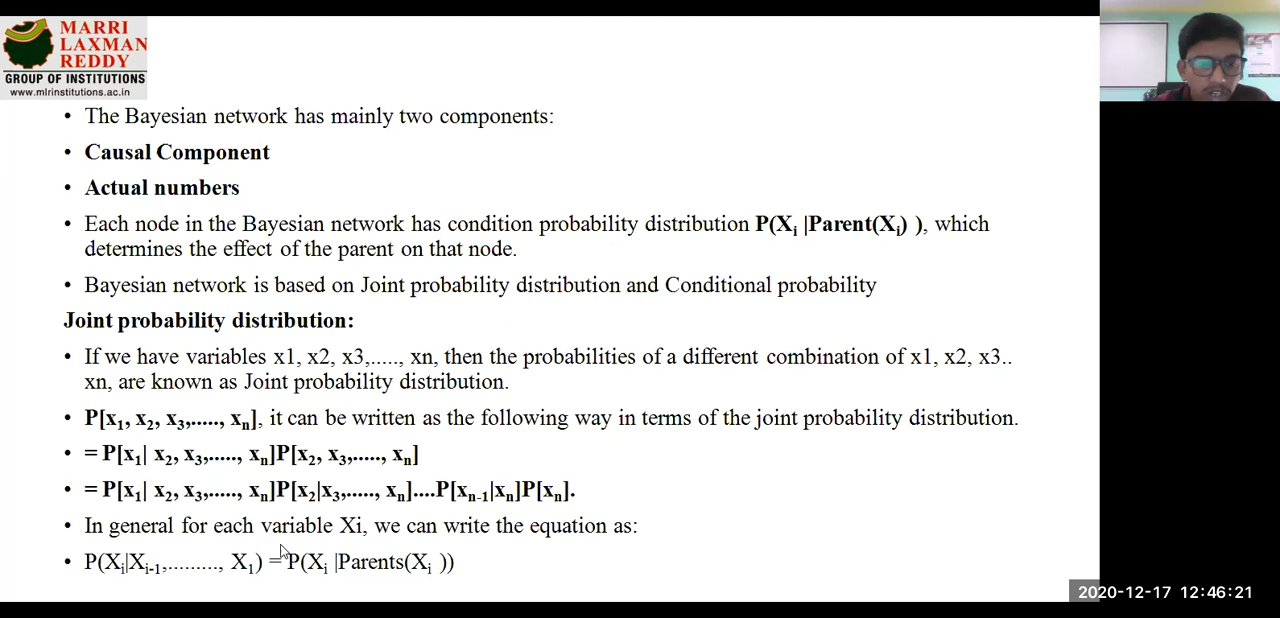 MARRI
LAXMAN
REDDY
GROUP OF INSTITUTIONS
www.mlrinstitutions.ac.in
• The Bayesian network has mainly two components:
• Causal Component
• Actual numbers
• Each node in the Bayesian network has condition probability distribution P(Xi |Parent(Xi) ), which
determines the effect of the parent on that node.
• Bayesian network is based on Joint probability distribution and Conditional probability
Joint probability distribution:
• If we have variables x1, x2, x3,....., xn, then the probabilities of a different combination of x1, x2, x3..
xn, are known as Joint probability distribution.
• P[x1, x2, x3,....., xn], it can be written as the following way in terms of the joint probability distribution.
• = P[x1| x2, x3,....., xn]P[x2, x3,....., xn]
• = P[x1| x2, x3,....., xn]P[x2|x3,....., xn]....P[xn-1|xn]P[xn].
• In general for each variable Xi, we can write the equation as:
• P(Xi|Xi-1,........., X1) = P(Xi |Parents(Xi ))
2020-12-17 12:46:21